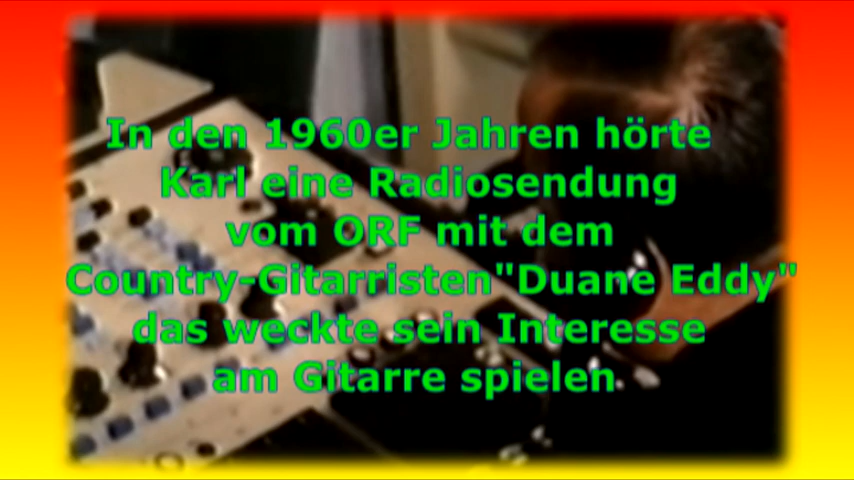 In den 1960er Jahren hörte
Karl eine Radiosendung
vom ORF mit dem
Country-Gitarristen"Duane Eddy"
das weckte sein Interesse
am Gitarre spielen